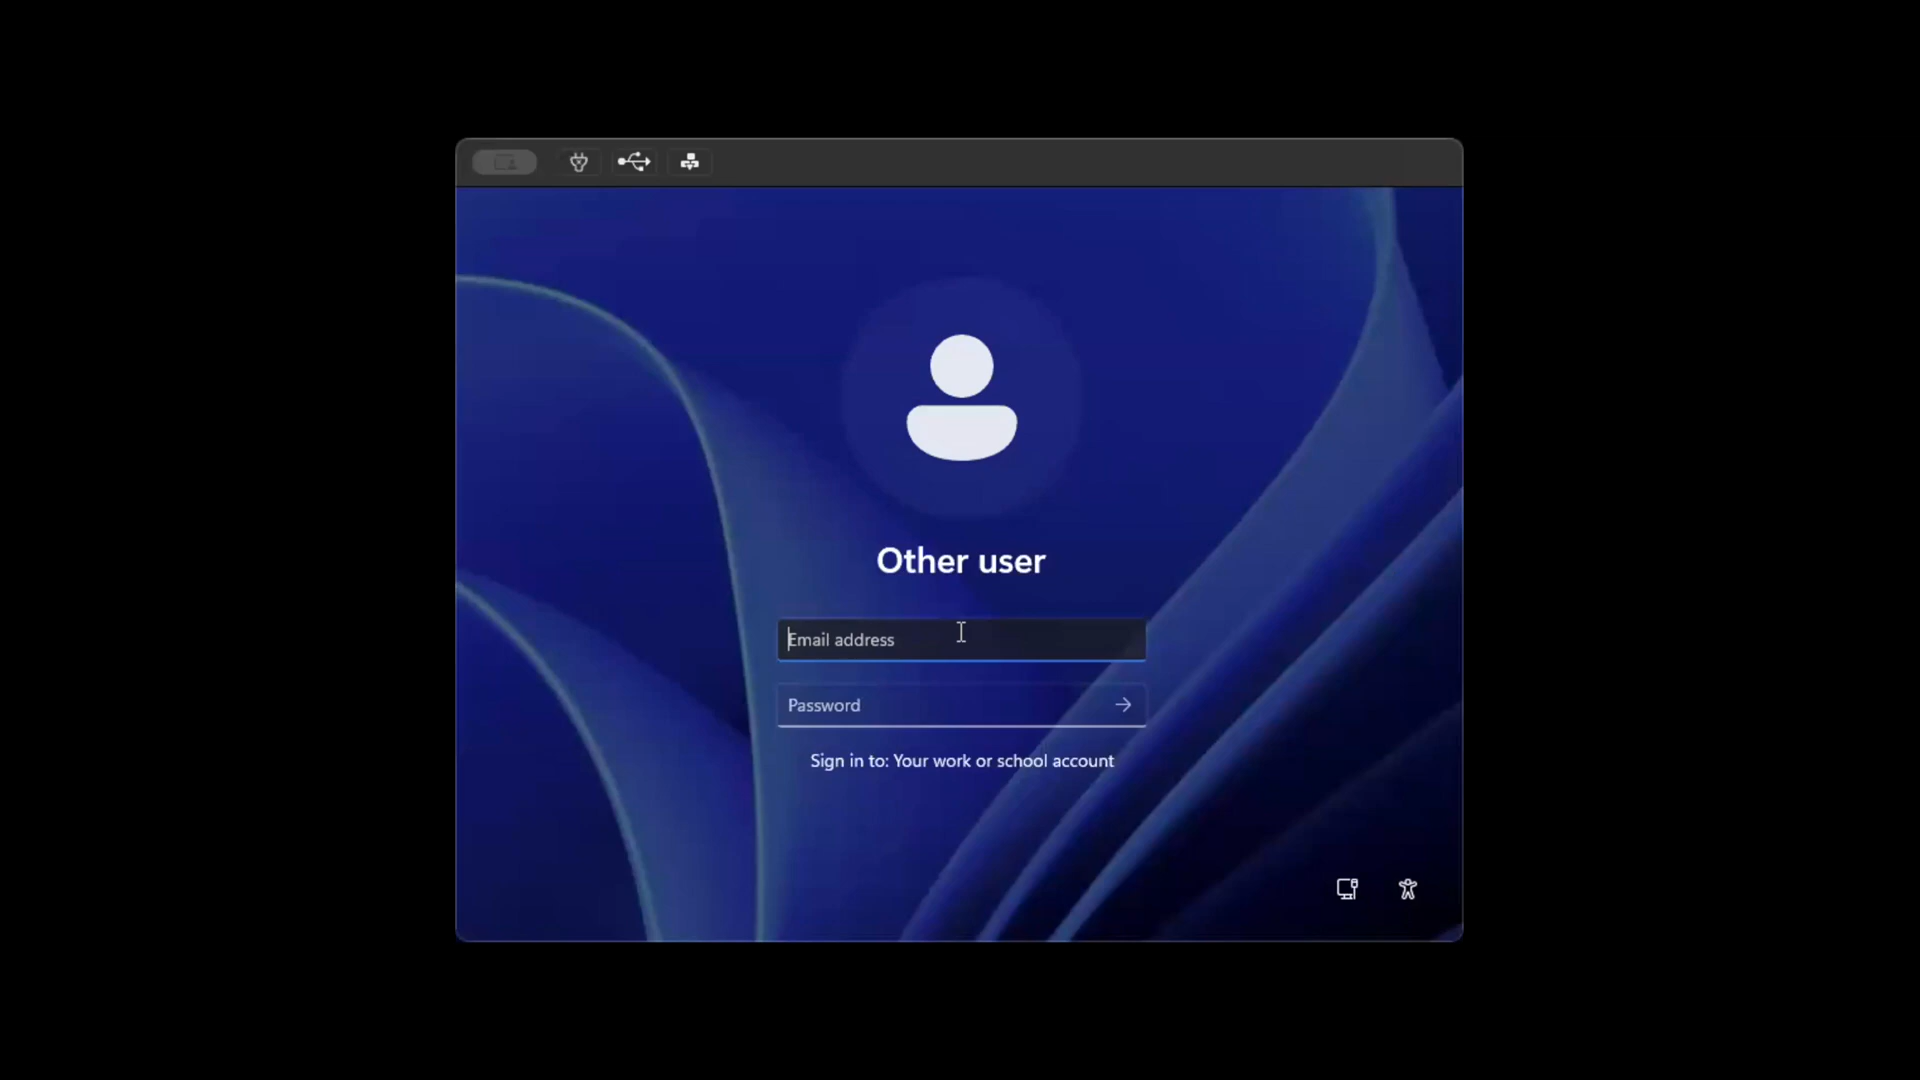 Other user
Email address
Password
Sign in to: Your work or school account